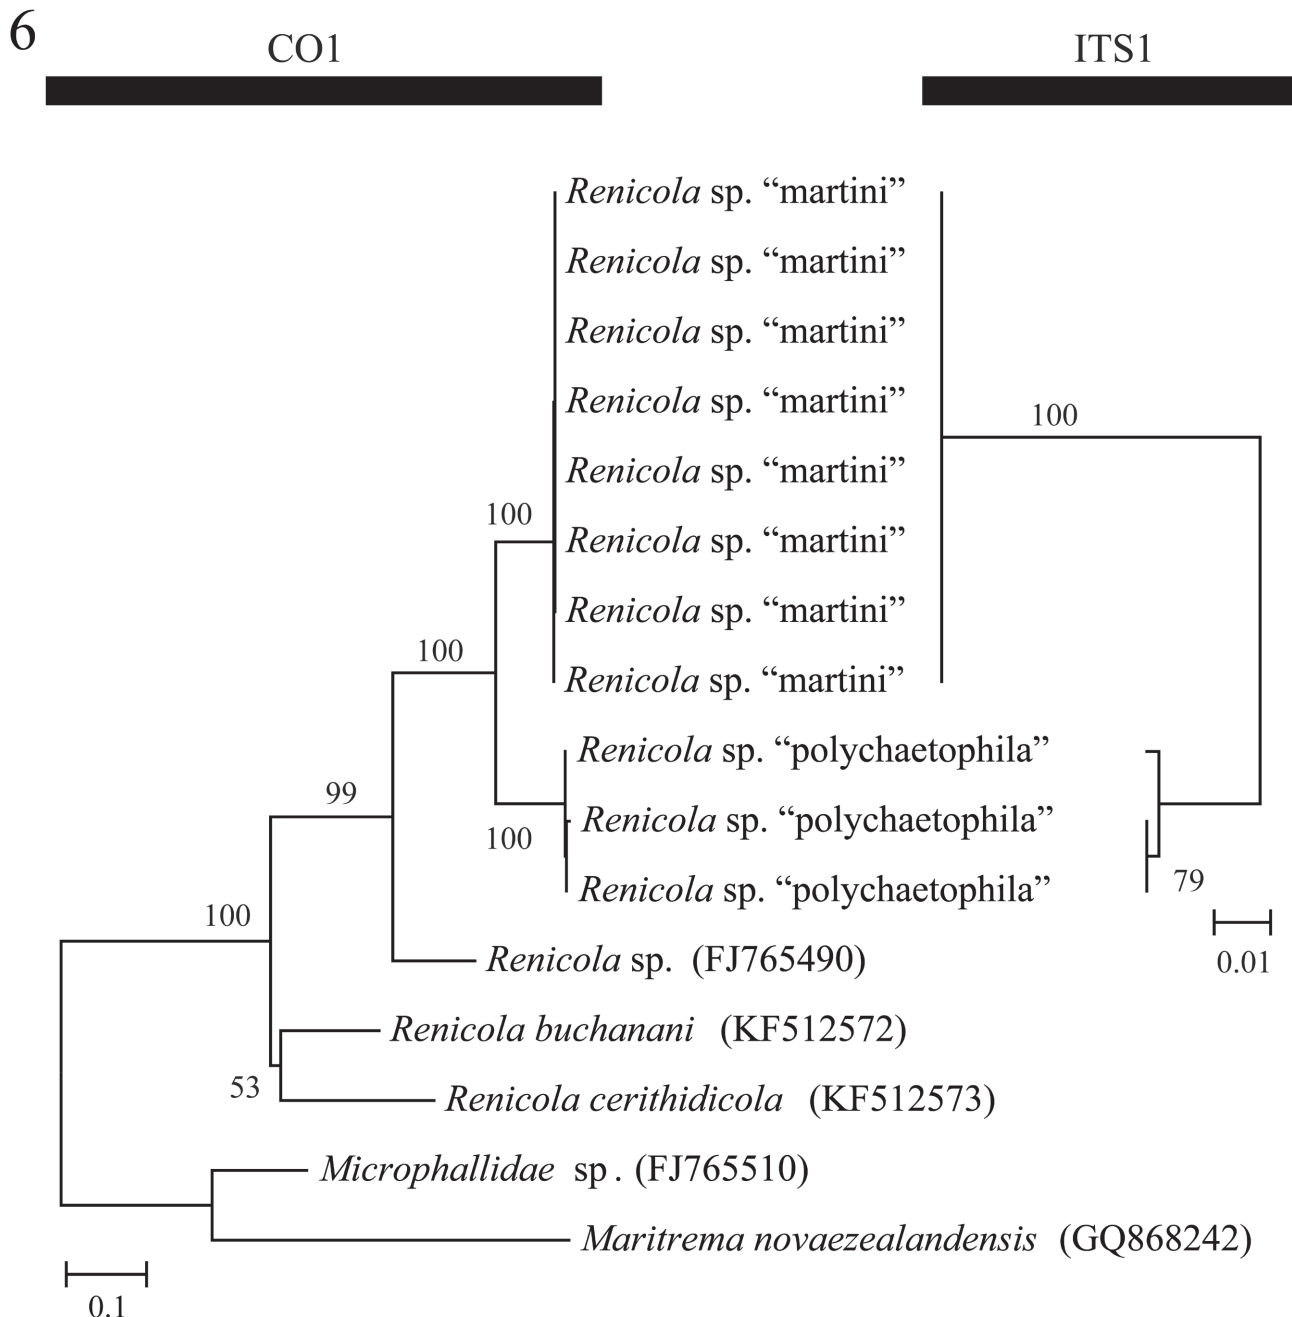 6
CO1 ITS1
Renicola sp. “martini”
Renicola sp. “martini”
Renicola sp. “martini”
Renicola sp. “martini”
100
Renicola sp. “martini”
100
Renicola sp. “martini”
Renicola sp. “martini”
100
Renicola sp. “martini”
Renicola sp. “polychaetophila”
99
Renicola sp. “polychaetophila”
100
Renicola sp. “polychaetophila” 79
100
Renicola sp. (FJ765490) 0.01
Renicola buchanani (KF512572)
53
Renicola cerithidicola (KF512573)
Microphallidae sp. (FJ765510)
Maritrema novaezealandensis (GQ868242)
0.1